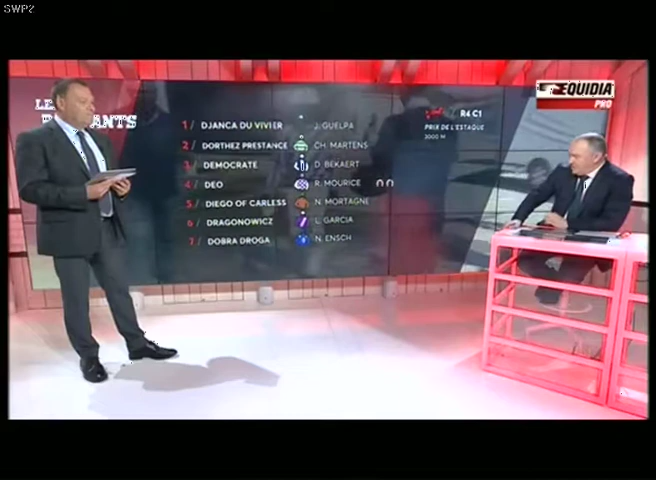 SWP2
EQUIDIA
PRO
R4 C1
PRIX DE L'ESTAQUE
3000 M
1 / DJANCA DU VIVIER J. GUELPA
2 / DORTHEZ PRESTANCE CH. MARTENS
3 / DEMOCRATE D. BEKAERT
4 / DEO R. MOURICE
5 / DIEGO OF CARLESS N. MORTAGNE
6 / DRAGONOWICZ L. GARCIA
7 / DOBRA DROGA N. ENSCH